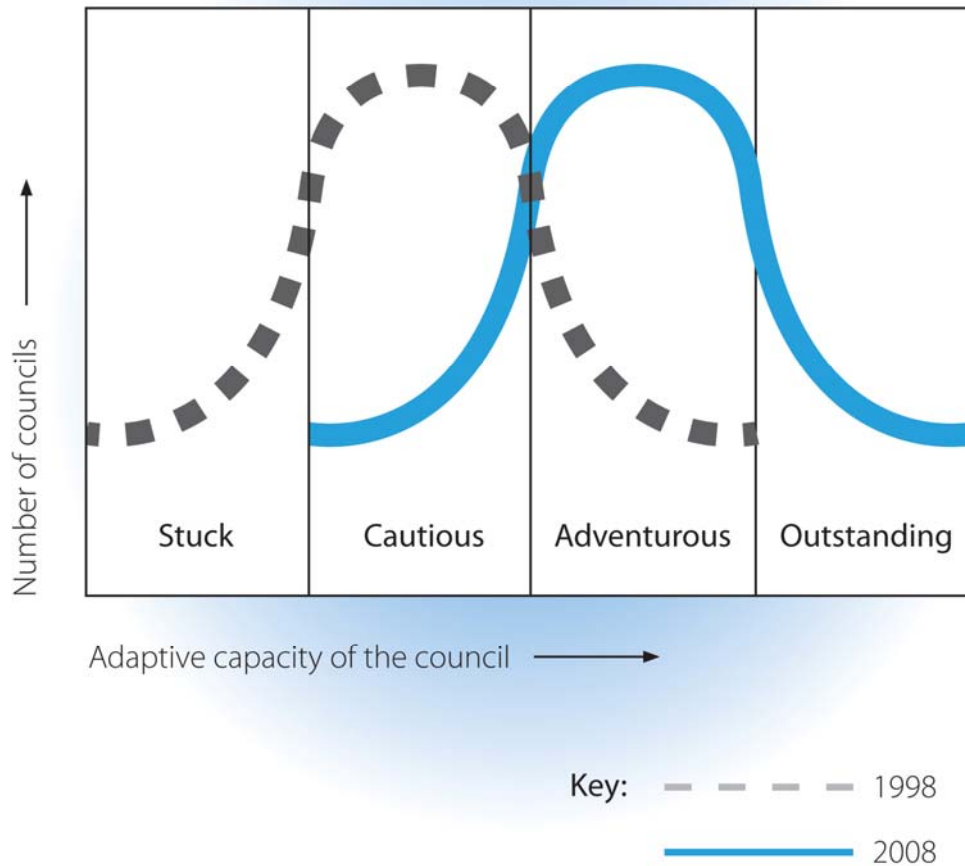 Number of councils
Stuck
Cautious
Adventurous
Outstanding
Adaptive capacity of the council
Key:
1998
2008